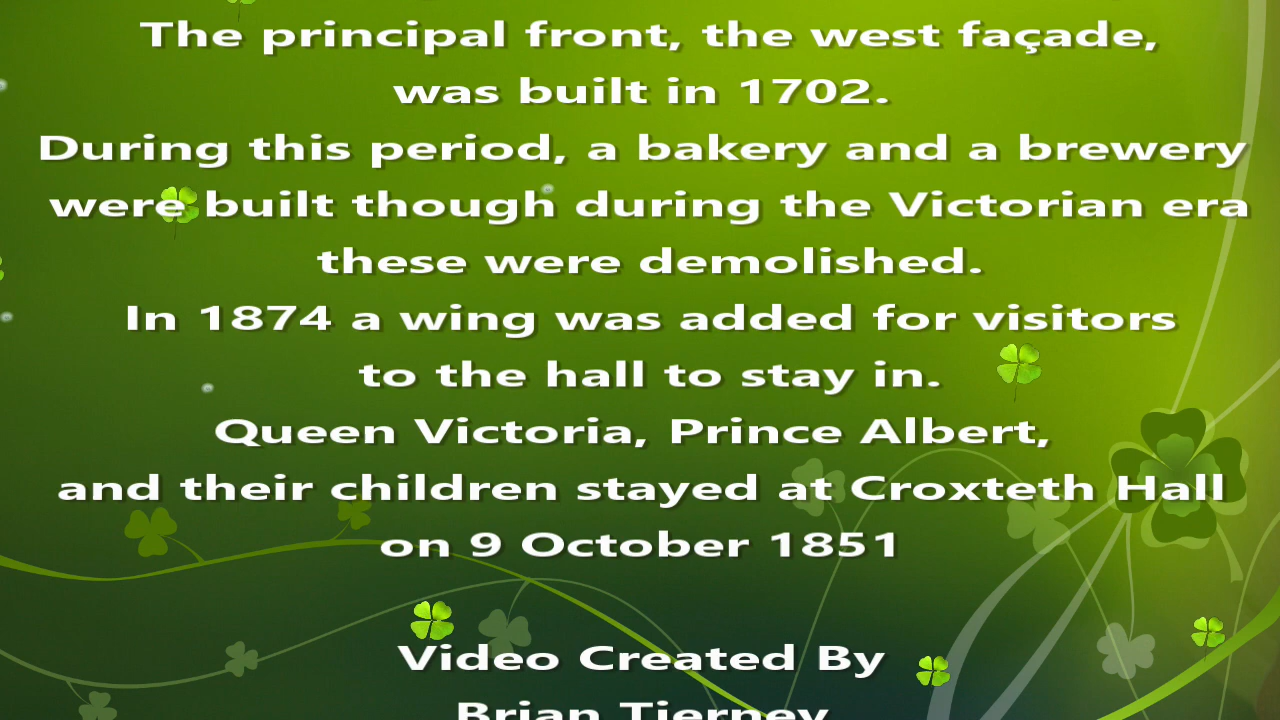 The principal front, the west façade,
was built in 1702.
During this period, a bakery and a brewery
were built though during the Victorian era
these were demolished.
In 1874 a wing was added for visitors
to the hall to stay in.
Queen Victoria, Prince Albert,
and their children stayed at Croxteth Hall
on 9 October 1851
Video Created By
Brian Tierney